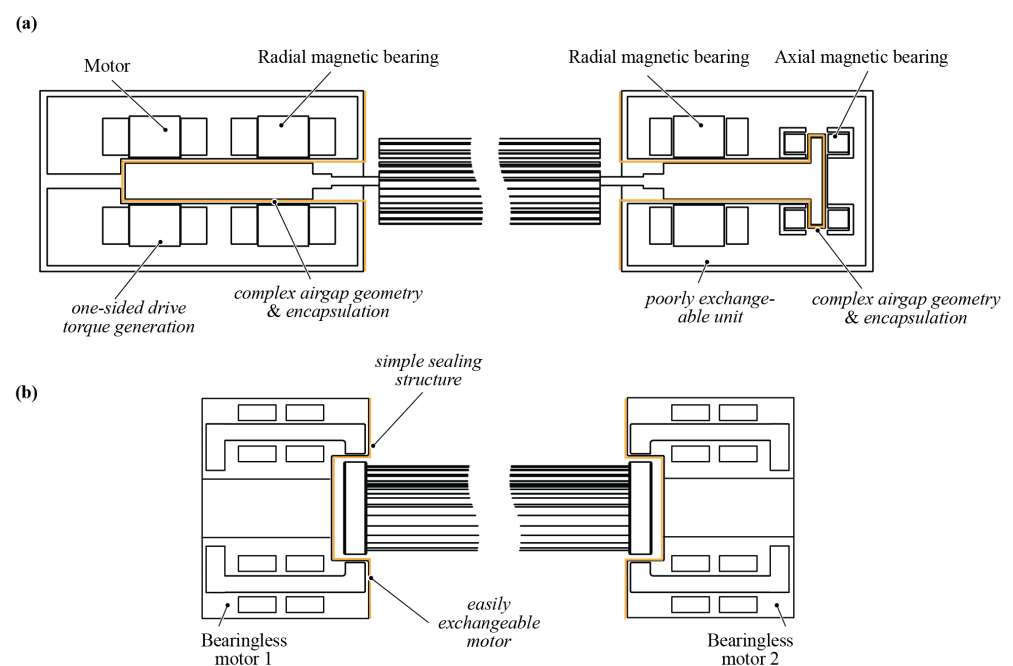 (a)
Motor
Radial magnetic bearing
Radial magnetic bearing
Axial magnetic bearing
one-sided drive
torque generation
complex airgap geometry
& encapsulation
poorly exchange-
able unit
complex airgap geometry
& encapsulation
(b)
simple sealing
structure
easily
exchangeable
motor
Bearingless
motor 1
Bearingless
motor 2